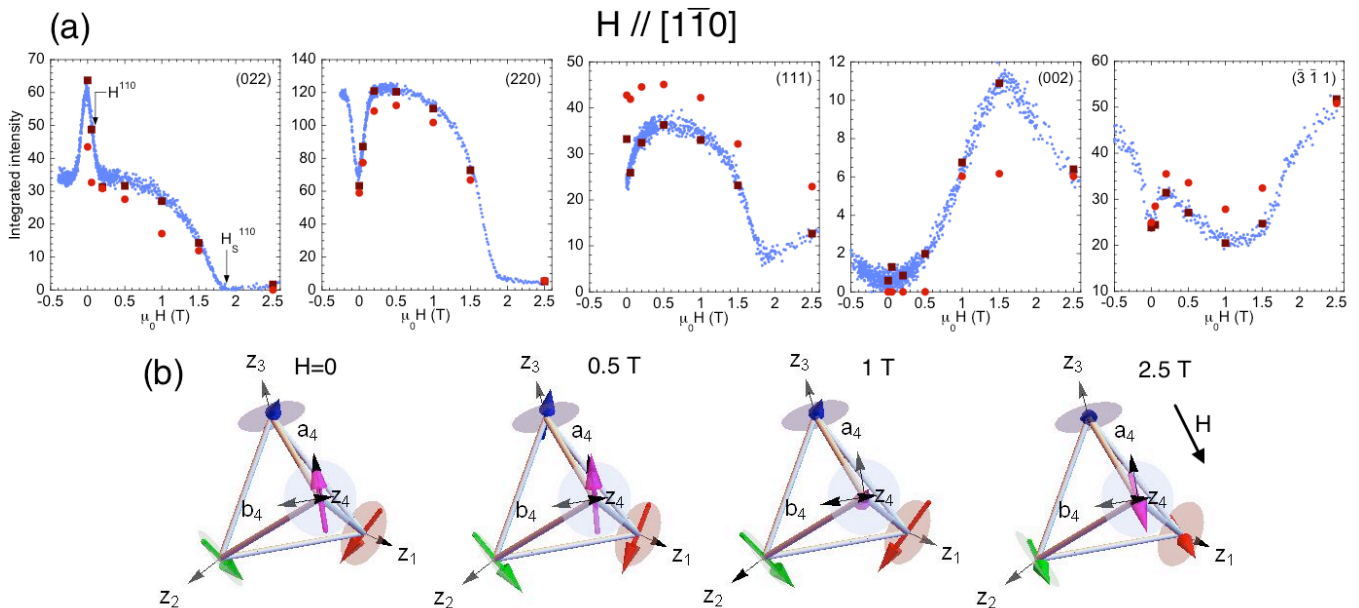 (a)
H // [11̅0]
Integrated intensity
70
60
50
40
30
20
10
0
(022)
H¹¹⁰
H_S¹¹⁰
-0.5 0 0.5 1 1.5 2 2.5
μ₀H (T)
140
120
100
80
60
40
20
0
(220)
-0.5 0 0.5 1 1.5 2 2.5
μ₀H (T)
50
40
30
20
10
0
(111)
-0.5 0 0.5 1 1.5 2 2.5
μ₀H (T)
12
10
8
6
4
2
0
(002)
-0.5 0 0.5 1 1.5 2 2.5
μ₀H (T)
60
50
40
30
20
10
(3̅ 1̅ 1)
-0.5 0 0.5 1 1.5 2 2.5
μ₀H (T)
(b)
z₃
H=0
a₄
b₄
z₄
z₁
z₂
z₃
0.5 T
a₄
b₄
z₄
z₁
z₂
z₃
1 T
a₄
b₄
z₄
z₁
z₂
z₃
2.5 T
H
a₄
b₄
z₄
z₁
z₂